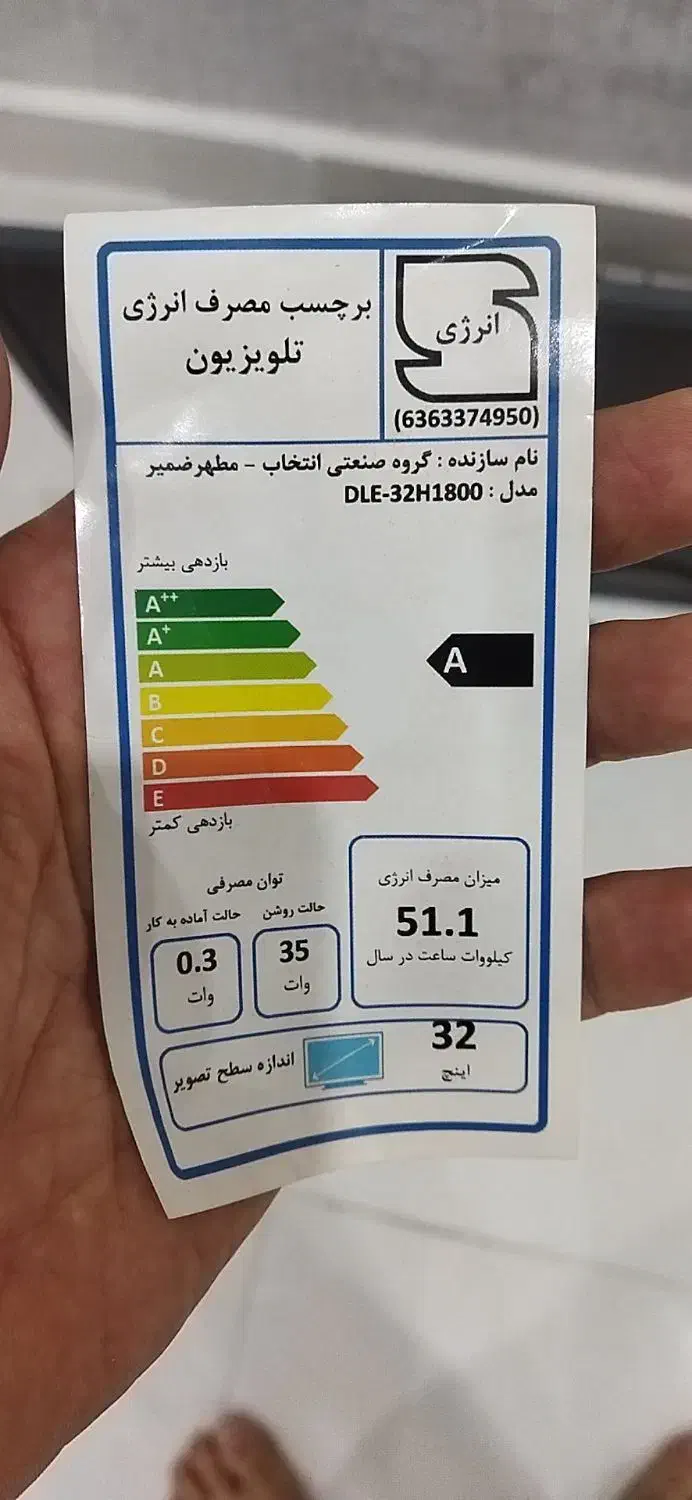 برچسب مصرف انرژی
تلویزیون
انرژی
(6363374950)
نام سازنده : گروه صنعتی انتخاب - مطهرضمیر
مدل : DLE-32H1800
بازدهی بیشتر
A++
A+
A
A
B
C
D
E
بازدهی کمتر
میزان مصرف انرژی
51.1
کیلووات ساعت در سال
توان مصرفی
حالت روشن
35
وات
حالت آماده به کار
0.3
وات
32
اینچ
اندازه سطح تصویر